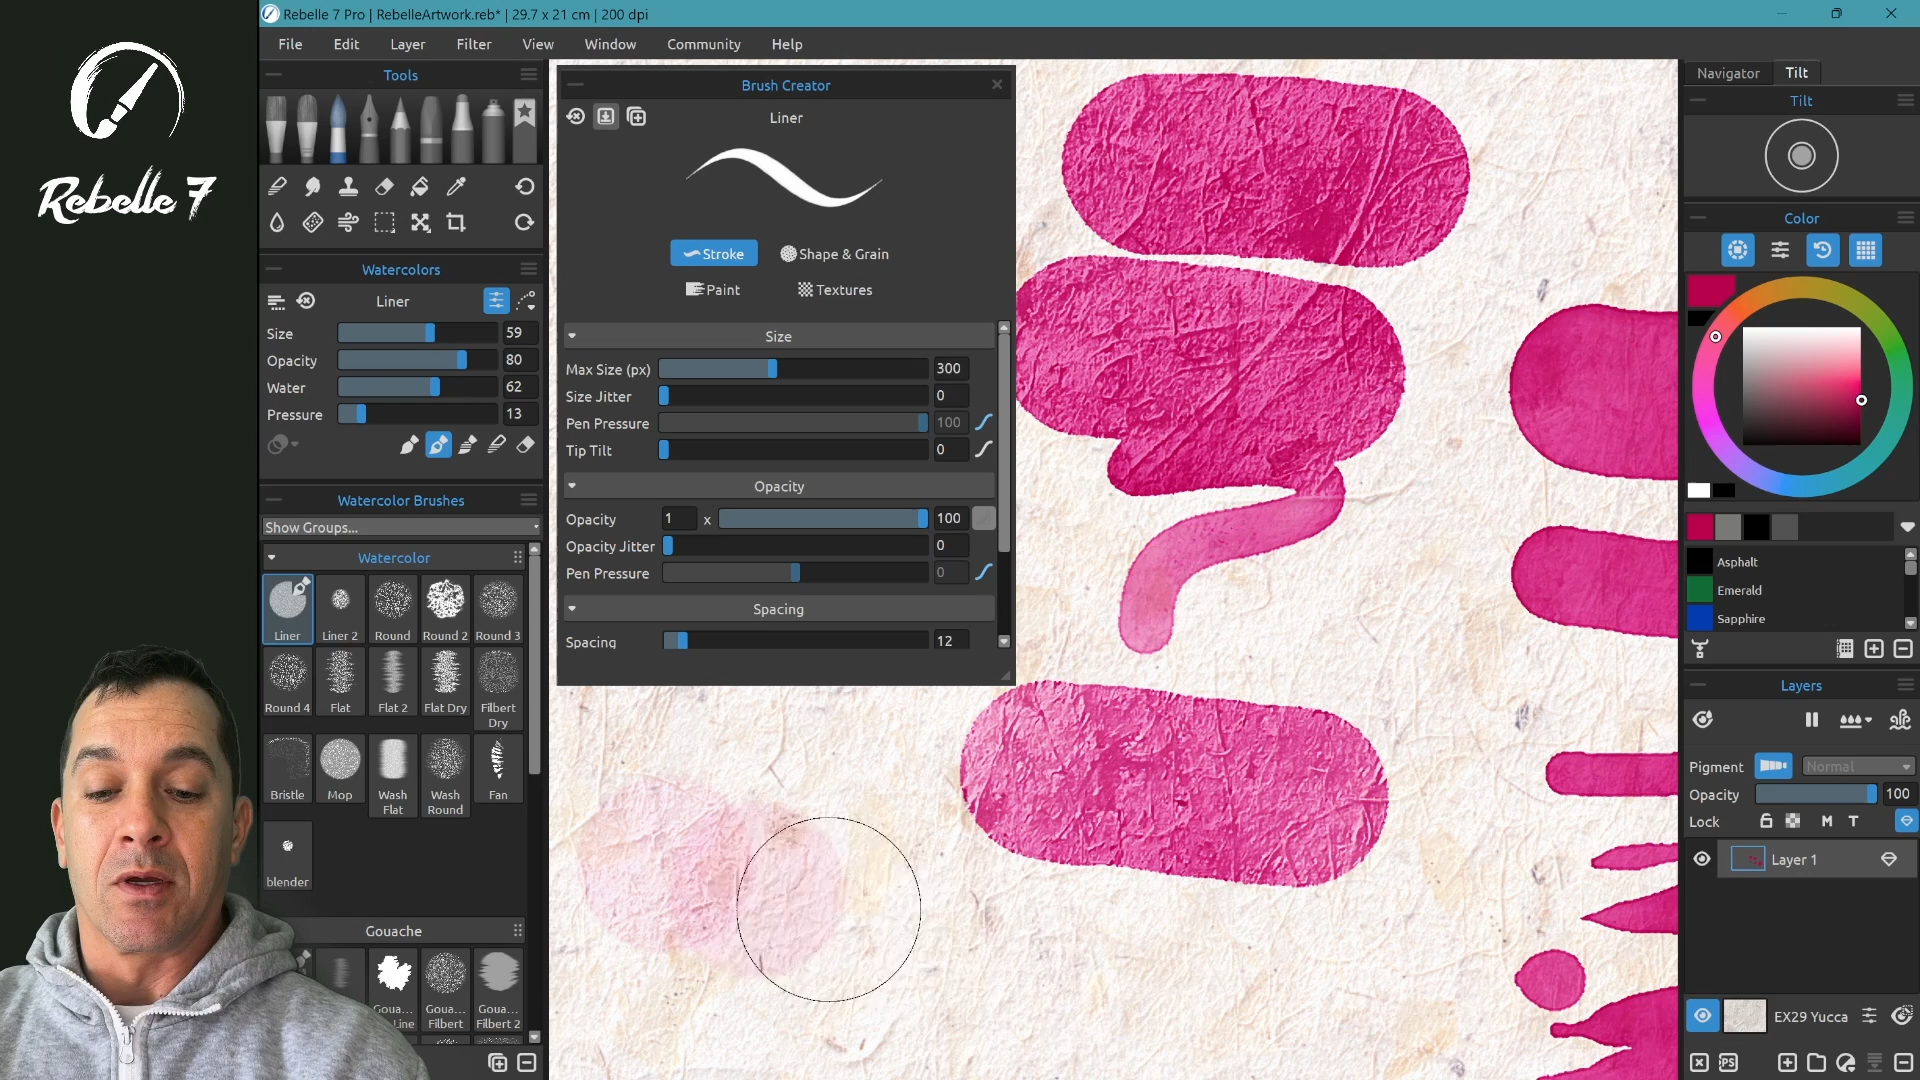 Rebelle 7 Pro | RebelleArtwork.reb* | 29.7 x 21 cm | 200 dpi
File Edit Layer Filter View Window Community Help
Rebelle 7
Tools
Watercolors
Liner
Size 59
Opacity 80
Water 62
Pressure 13
Watercolor Brushes
Show Groups...
Watercolor
Liner Liner 2 Round Round 2 Round 3
Round 4 Flat Flat 2 Flat Dry Filbert Dry
Bristle Mop Wash Flat Wash Round Fan
blender
Gouache
Goua... Line Goua... Filbert Goua... Filbert 2
Brush Creator
Liner
Stroke Shape & Grain
Paint Textures
Size
Max Size (px) 300
Size Jitter 0
Pen Pressure 100
Tip Tilt 0
Opacity
Opacity 1 x 100
Opacity Jitter 0
Pen Pressure 0
Spacing
Spacing 12
Navigator Tilt
Tilt
Color
Asphalt
Emerald
Sapphire
Layers
Pigment Normal
Opacity 100
Lock M T
Layer 1
EX29 Yucca
PS